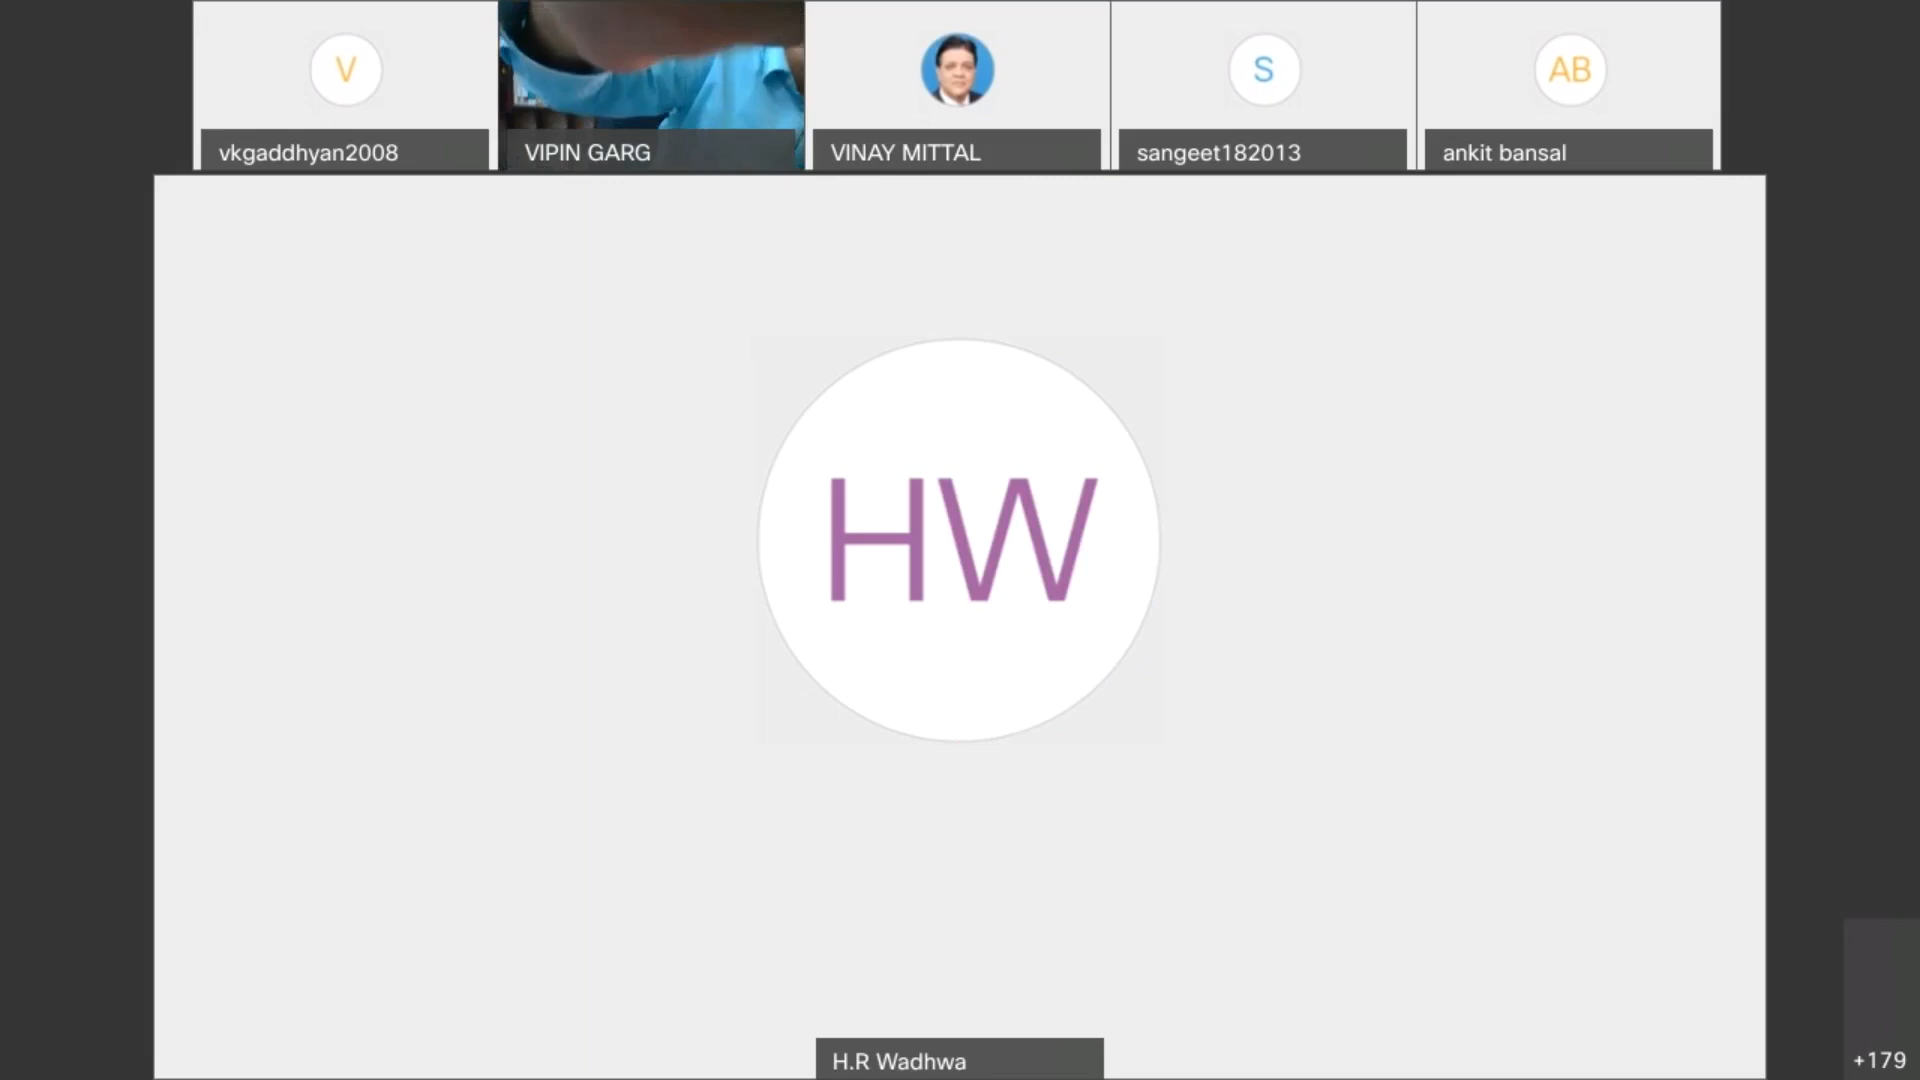 V
vkgaddhyan2008
VIPIN GARG
VINAY MITTAL
S
sangeet182013
AB
ankit bansal
HW
H.R Wadhwa
+179